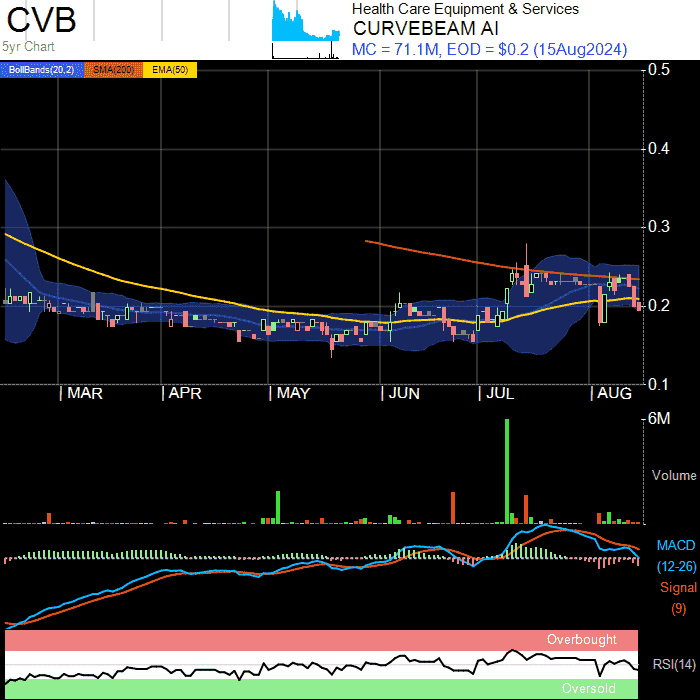 CVB
5yr Chart
Health Care Equipment & Services
CURVEBEAM AI
MC = 71.1M, EOD = $0.2 (15Aug2024)
BollBands(20,2) SMA(200) EMA(50)
0.5
0.4
0.3
0.2
0.1
MAR APR MAY JUN JUL AUG
6M
Volume
MACD
(12-26)
Signal
(9)
Overbought
RSI(14)
Oversold